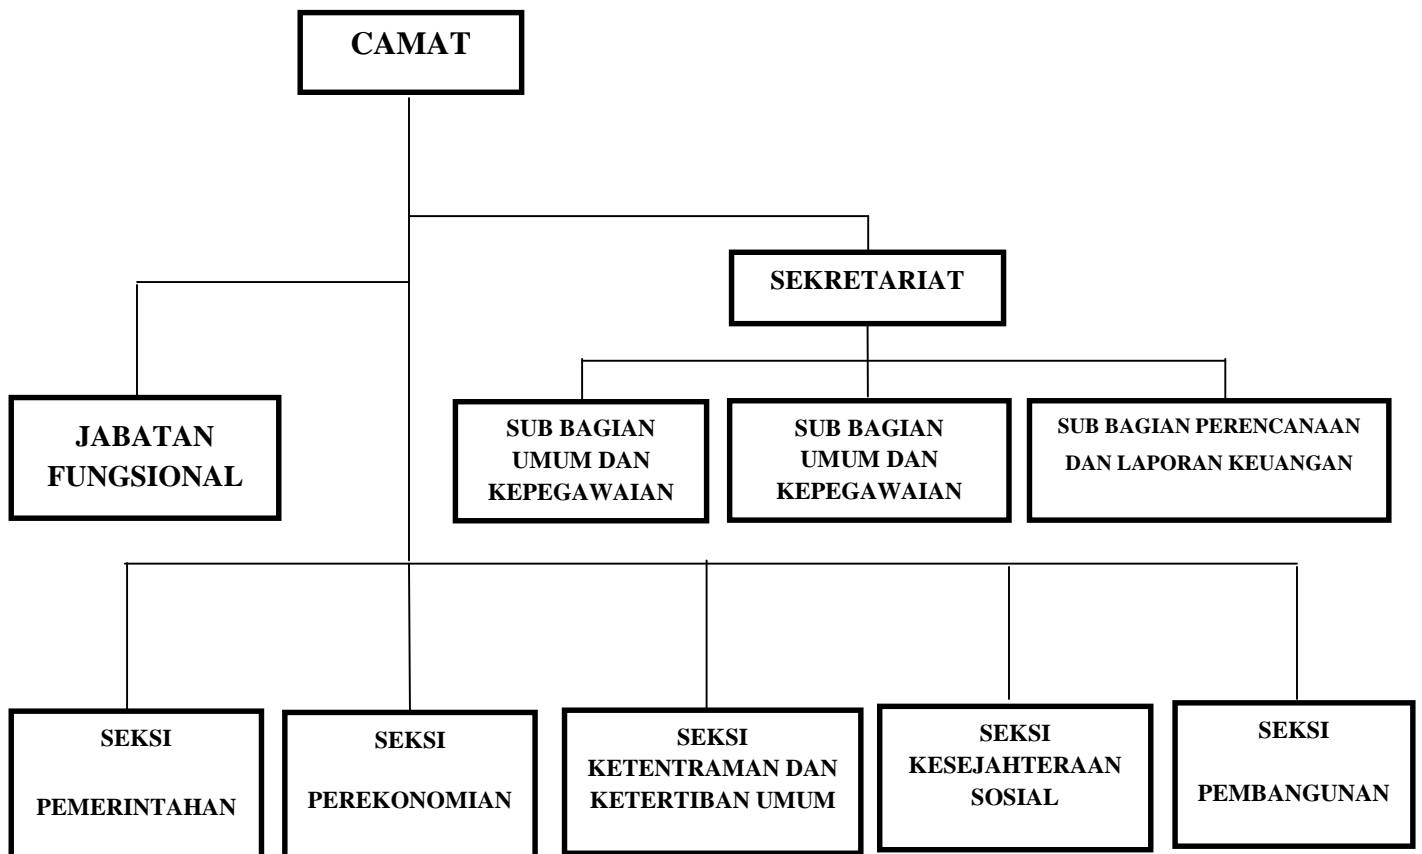 CAMAT
SEKRETARIAT
JABATAN
FUNGSIONAL
SUB BAGIAN
UMUM DAN
KEPEGAWAIAN
SUB BAGIAN
UMUM DAN
KEPEGAWAIAN
SUB BAGIAN PERENCANAAN
DAN LAPORAN KEUANGAN
SEKSI
PEMERINTAHAN
SEKSI
PEREKONOMIAN
SEKSI
KETENTRAMAN DAN
KETERTIBAN UMUM
SEKSI
KESEJAHTERAAN
SOSIAL
SEKSI
PEMBANGUNAN